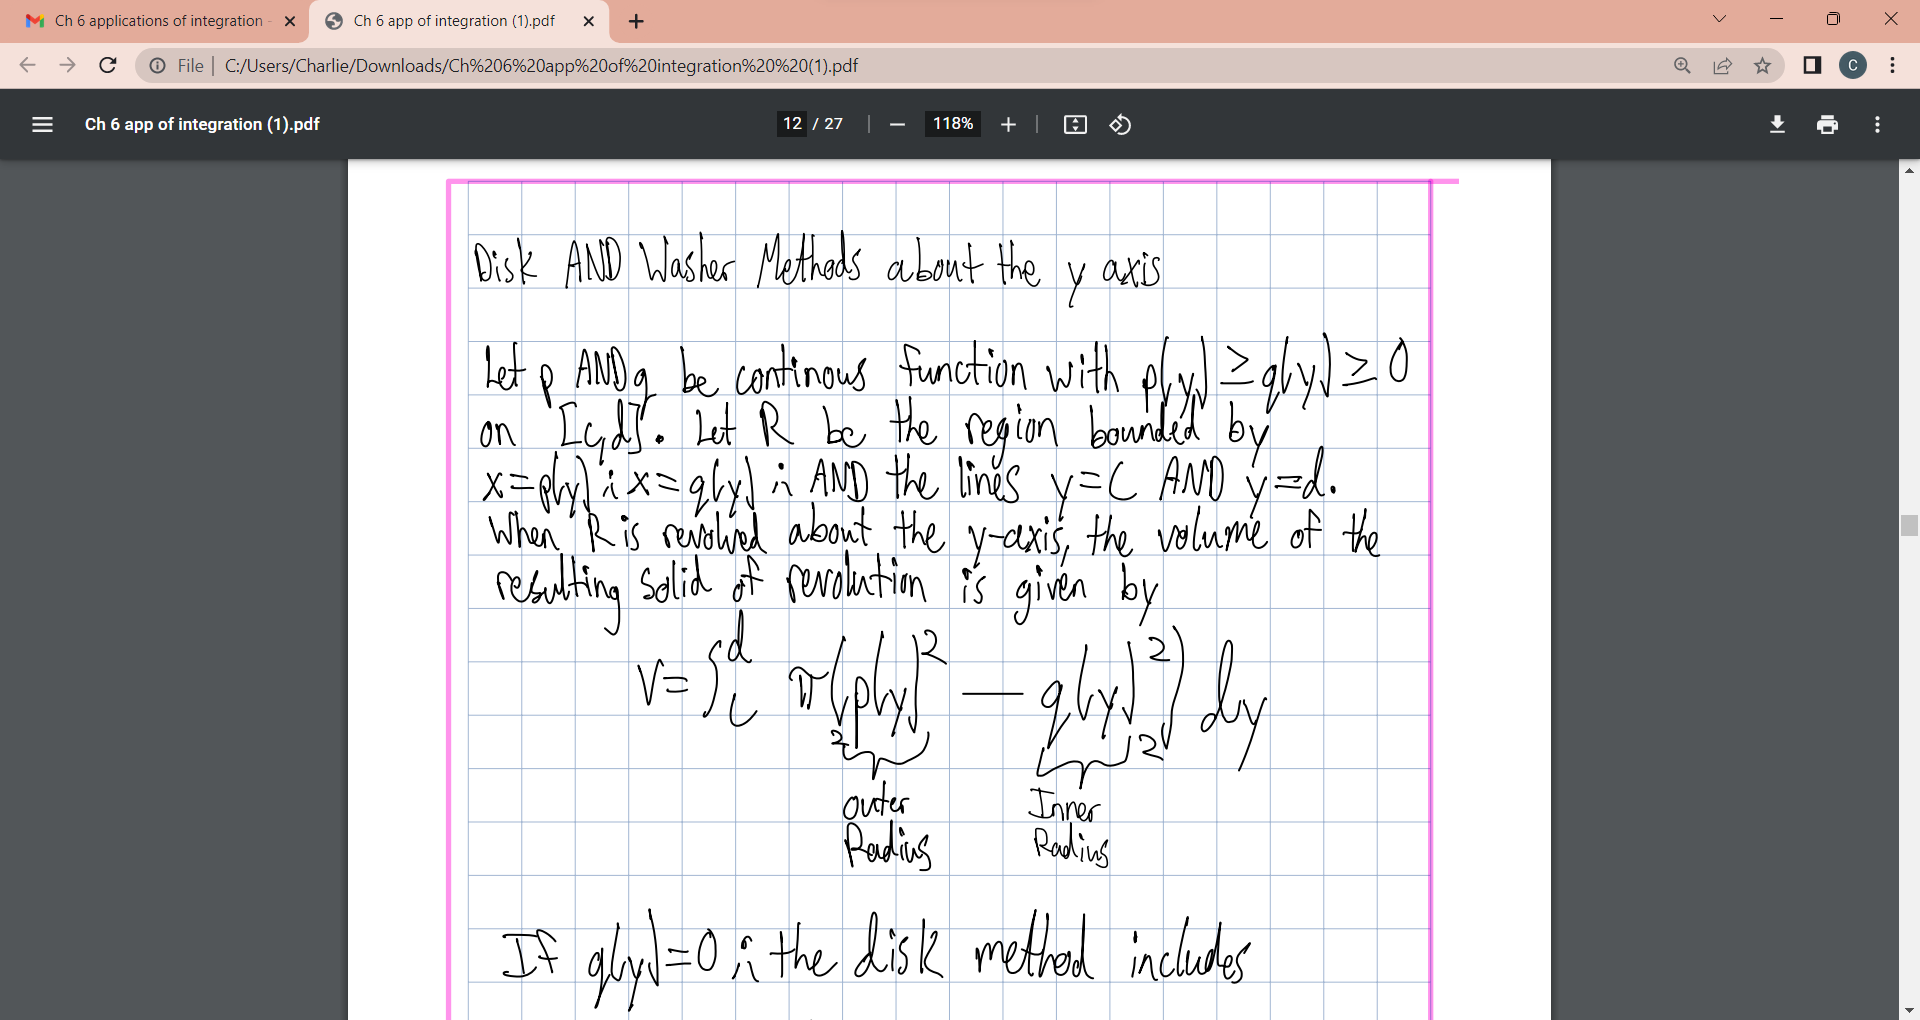 Ch 6 applications of integration
Ch 6 app of integration (1).pdf
File | C:/Users/Charlie/Downloads/Ch%206%20app%20of%20integration%20%20(1).pdf
C
Ch 6 app of integration (1).pdf
12 / 27 | — 118% + |
Disk AND Washer Methods about the y axis
Let p AND q be continous function with p(y) ≥ q(y) ≥ 0
on [c,d]. Let R be the region bounded by
x=p(y) ; x=q(y) ; AND the lines y=c AND y=d.
When R is revolved about the y-axis, the volume of the
resulting solid of revolution is given by
V=∫_c^d π(p(y)^2 — q(y)^2) dy
2 2
outer Inner
Radius Radius
If q(y)=0 ; the disk method includes